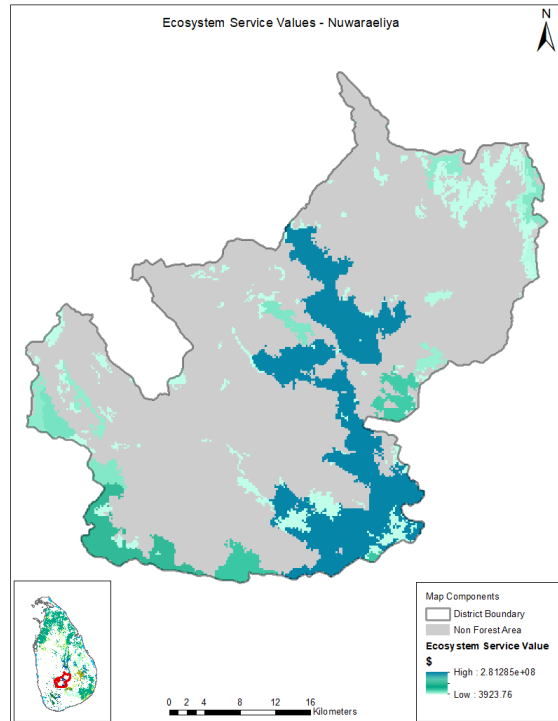 Ecosystem Service Values - Nuwaraeliya
N
Map Components
District Boundary
Non Forest Area
Ecosystem Service Value
$
High : 2.81285e+08
Low : 3923.76
0 2 4 8 12 16
Kilometers